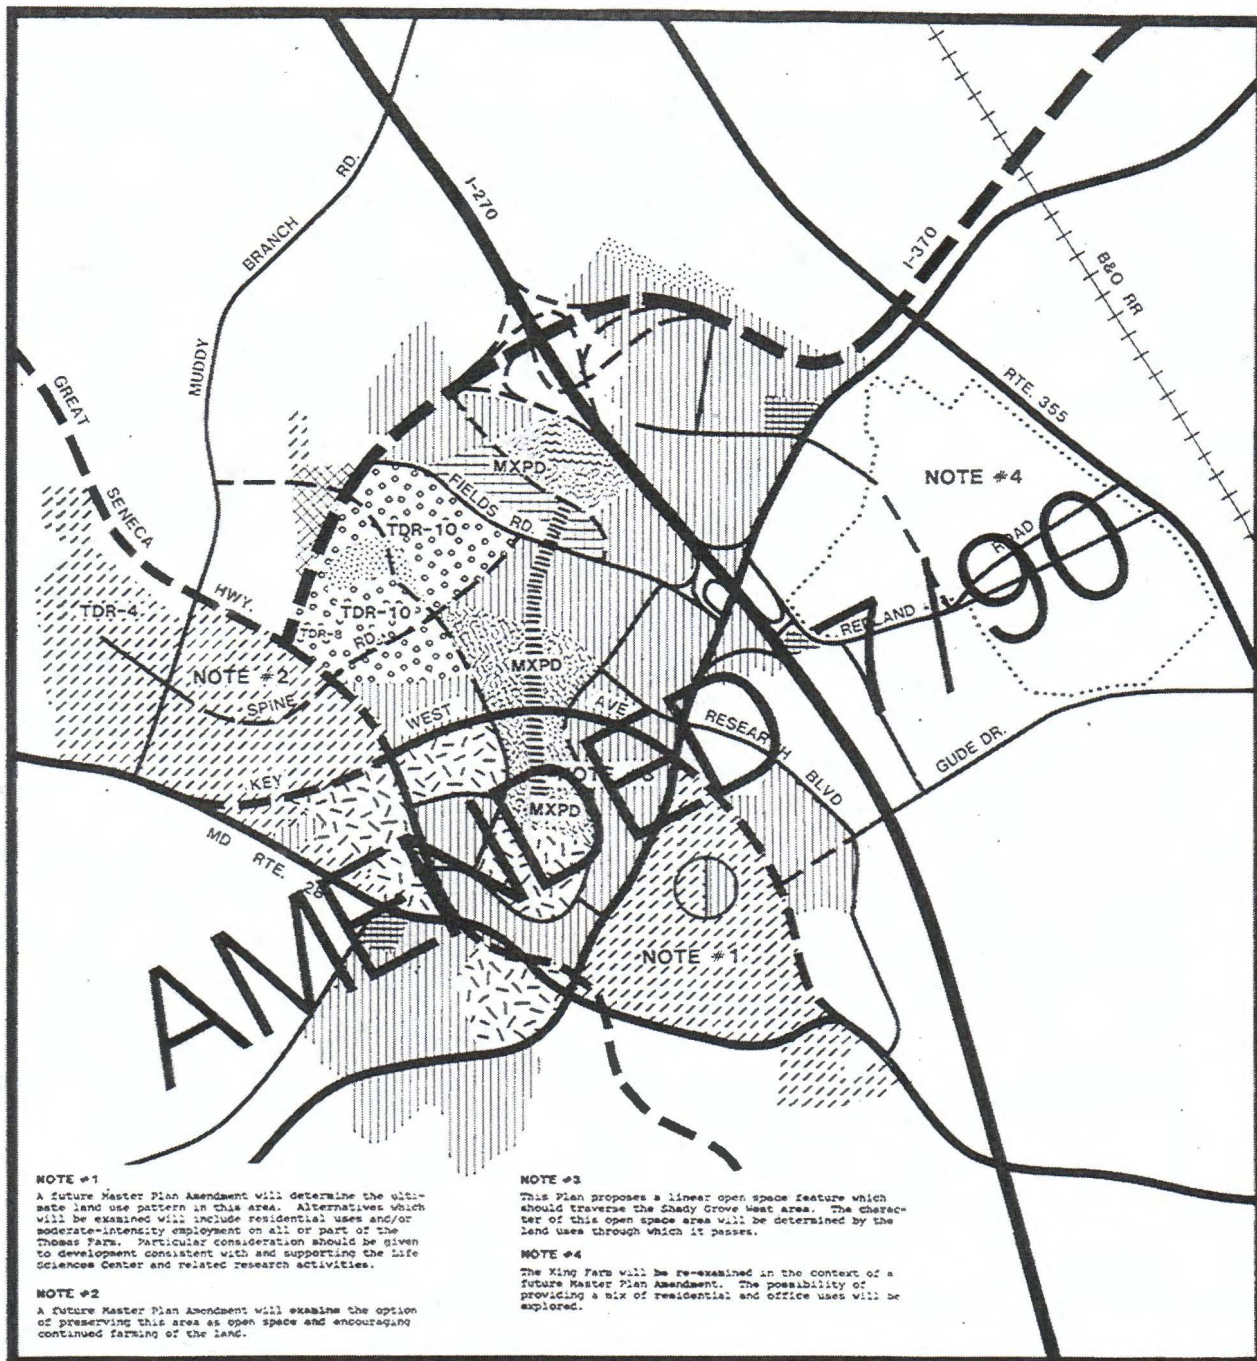 I-270
MUDDY BRANCH RD.
I-370
B&O RR
RTE. 355
GREAT SENECA HWY.
MXPD
FIELDS RD.
NOTE #4
TDR-10
REDLAND ROAD
TDR-4
TDR-10
TDR-8
RD.
NOTE #2
MXPD
SPINE
KEY WEST AVE
RESEARCH BLVD
GUDE DR.
MXPD
MD RTE. 28
NOTE #1
AMENDED 7/90
NOTE #1
A future Master Plan Amendment will determine the ulti-
mate land use pattern in this area. Alternatives which
will be examined will include residential uses and/or
moderate-intensity employment on all or part of the
Thomas Farm. Particular consideration should be given
to development consistent with and supporting the Life
Sciences Center and related research activities.
NOTE #2
A future Master Plan Amendment will examine the option
of preserving this area as open space and encouraging
continued farming of the land.
NOTE #3
This Plan proposes a linear open space feature which
should traverse the Shady Grove West area. The charac-
ter of this open space area will be determined by the
land uses through which it passes.
NOTE #4
The King Farm will be re-examined in the context of a
future Master Plan Amendment. The possibility of
providing a mix of residential and office uses will be
explored.